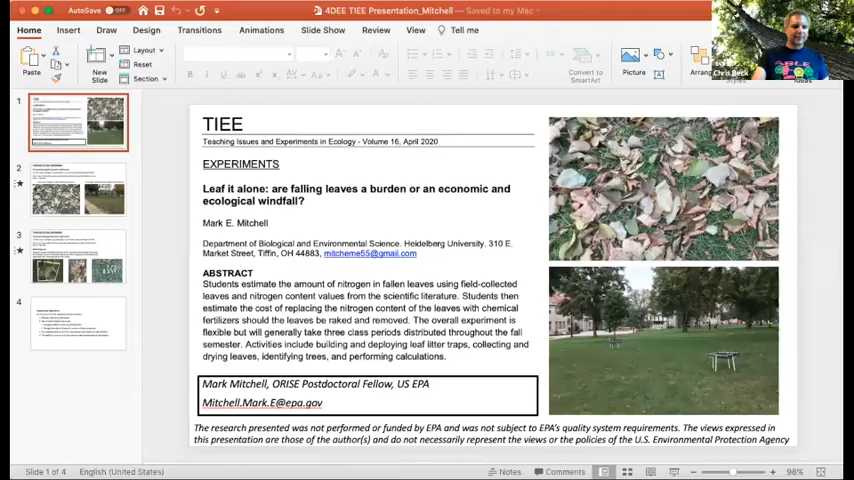 AutoSave OFF
4DEE TIEE Presentation_Mitchell — Saved to my Mac
Home Insert Draw Design Transitions Animations Slide Show Review View Tell me
Paste
New
Slide
Layout
Reset
Section
Convert to
SmartArt
Picture
Arrange
Chris Beck
1
2
3
4
TIEE
Teaching Issues and Experiments in Ecology - Volume 16, April 2020
EXPERIMENTS
Leaf it alone: are falling leaves a burden or an economic and
ecological windfall?
Mark E. Mitchell
Department of Biological and Environmental Science. Heidelberg University. 310 E.
Market Street, Tiffin, OH 44883, mitcheme55@gmail.com
ABSTRACT
Students estimate the amount of nitrogen in fallen leaves using field-collected
leaves and nitrogen content values from the scientific literature. Students then
estimate the cost of replacing the nitrogen content of the leaves with chemical
fertilizers should the leaves be raked and removed. The overall experiment is
flexible but will generally take three class periods distributed throughout the fall
semester. Activities include building and deploying leaf litter traps, collecting and
drying leaves, identifying trees, and performing calculations.
Mark Mitchell, ORISE Postdoctoral Fellow, US EPA
Mitchell.Mark.E@epa.gov
The research presented was not performed or funded by EPA and was not subject to EPA's quality system requirements. The views expressed in
this presentation are those of the author(s) and do not necessarily represent the views or the policies of the U.S. Environmental Protection Agency
Slide 1 of 4 English (United States) Notes Comments 98%